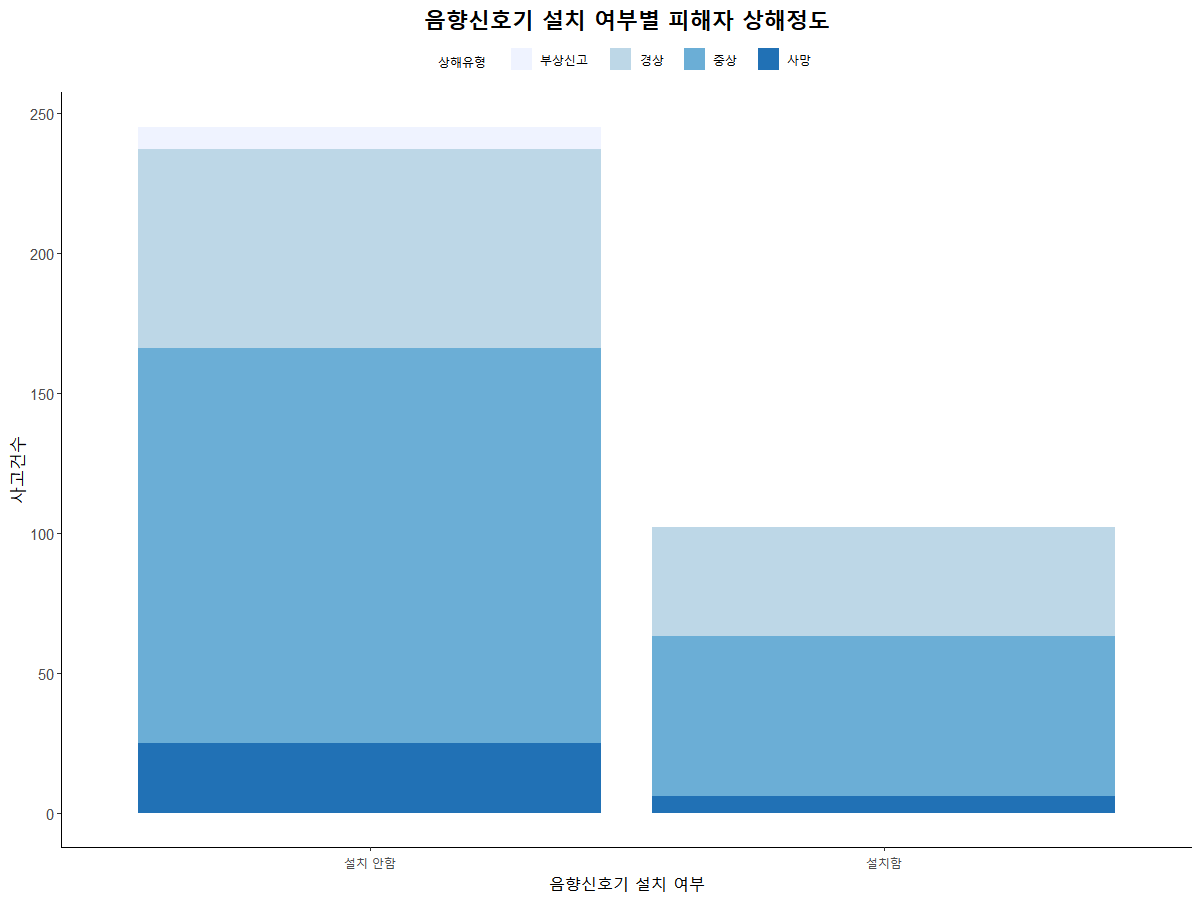 음향신호기 설치 여부별 피해자 상해정도
상해유형 부상신고 경상 중상 사망
250
200
150
100
50
0
사고건수
설치 안함 설치함
음향신호기 설치 여부